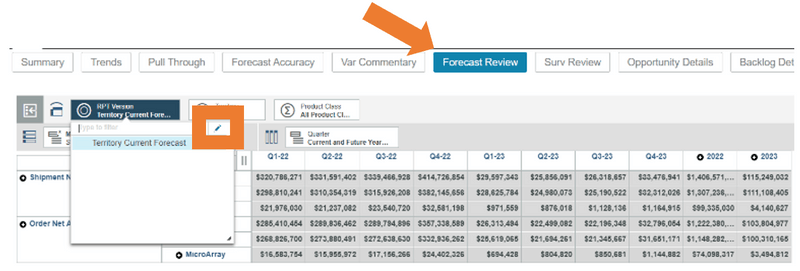 Summary Trends Pull Through Forecast Accuracy Var Commentary Forecast Review Surv Review Opportunity Details Backlog Det
RPT Version
Territory Current Fore...
Product Class
All Product Cl...
Type to filter
Territory Current Forecast
Quarter
Current and Future Year...
Q1-22 Q2-22 Q3-22 Q4-22 Q1-23 Q2-23 Q3-23 Q4-23 2022 2023
Shipment N $320,786,271 $331,591,402 $339,466,928 $414,726,854 $29,597,343 $25,856,091 $26,318,657 $33,476,941 $1,406,571,... $115,249,032
$298,810,241 $310,354,319 $315,926,208 $382,145,656 $28,625,784 $24,980,073 $25,190,522 $32,312,026 $1,307,236,... $111,108,405
$21,976,030 $21,237,082 $23,540,720 $32,581,198 $971,559 $876,018 $1,128,136 $1,164,915 $99,335,030 $4,140,627
Order Net A $285,410,454 $289,836,462 $289,794,896 $357,338,589 $26,313,494 $22,499,082 $22,196,348 $32,796,054 $1,222,380,... $103,804,977
$268,826,700 $273,880,491 $272,638,630 $332,936,262 $25,619,065 $21,694,261 $21,345,667 $31,651,171 $1,148,282,... $100,310,165
MicroArray $16,583,754 $15,955,972 $17,156,266 $24,402,326 $694,428 $804,820 $850,681 $1,144,882 $74,098,317 $3,494,812